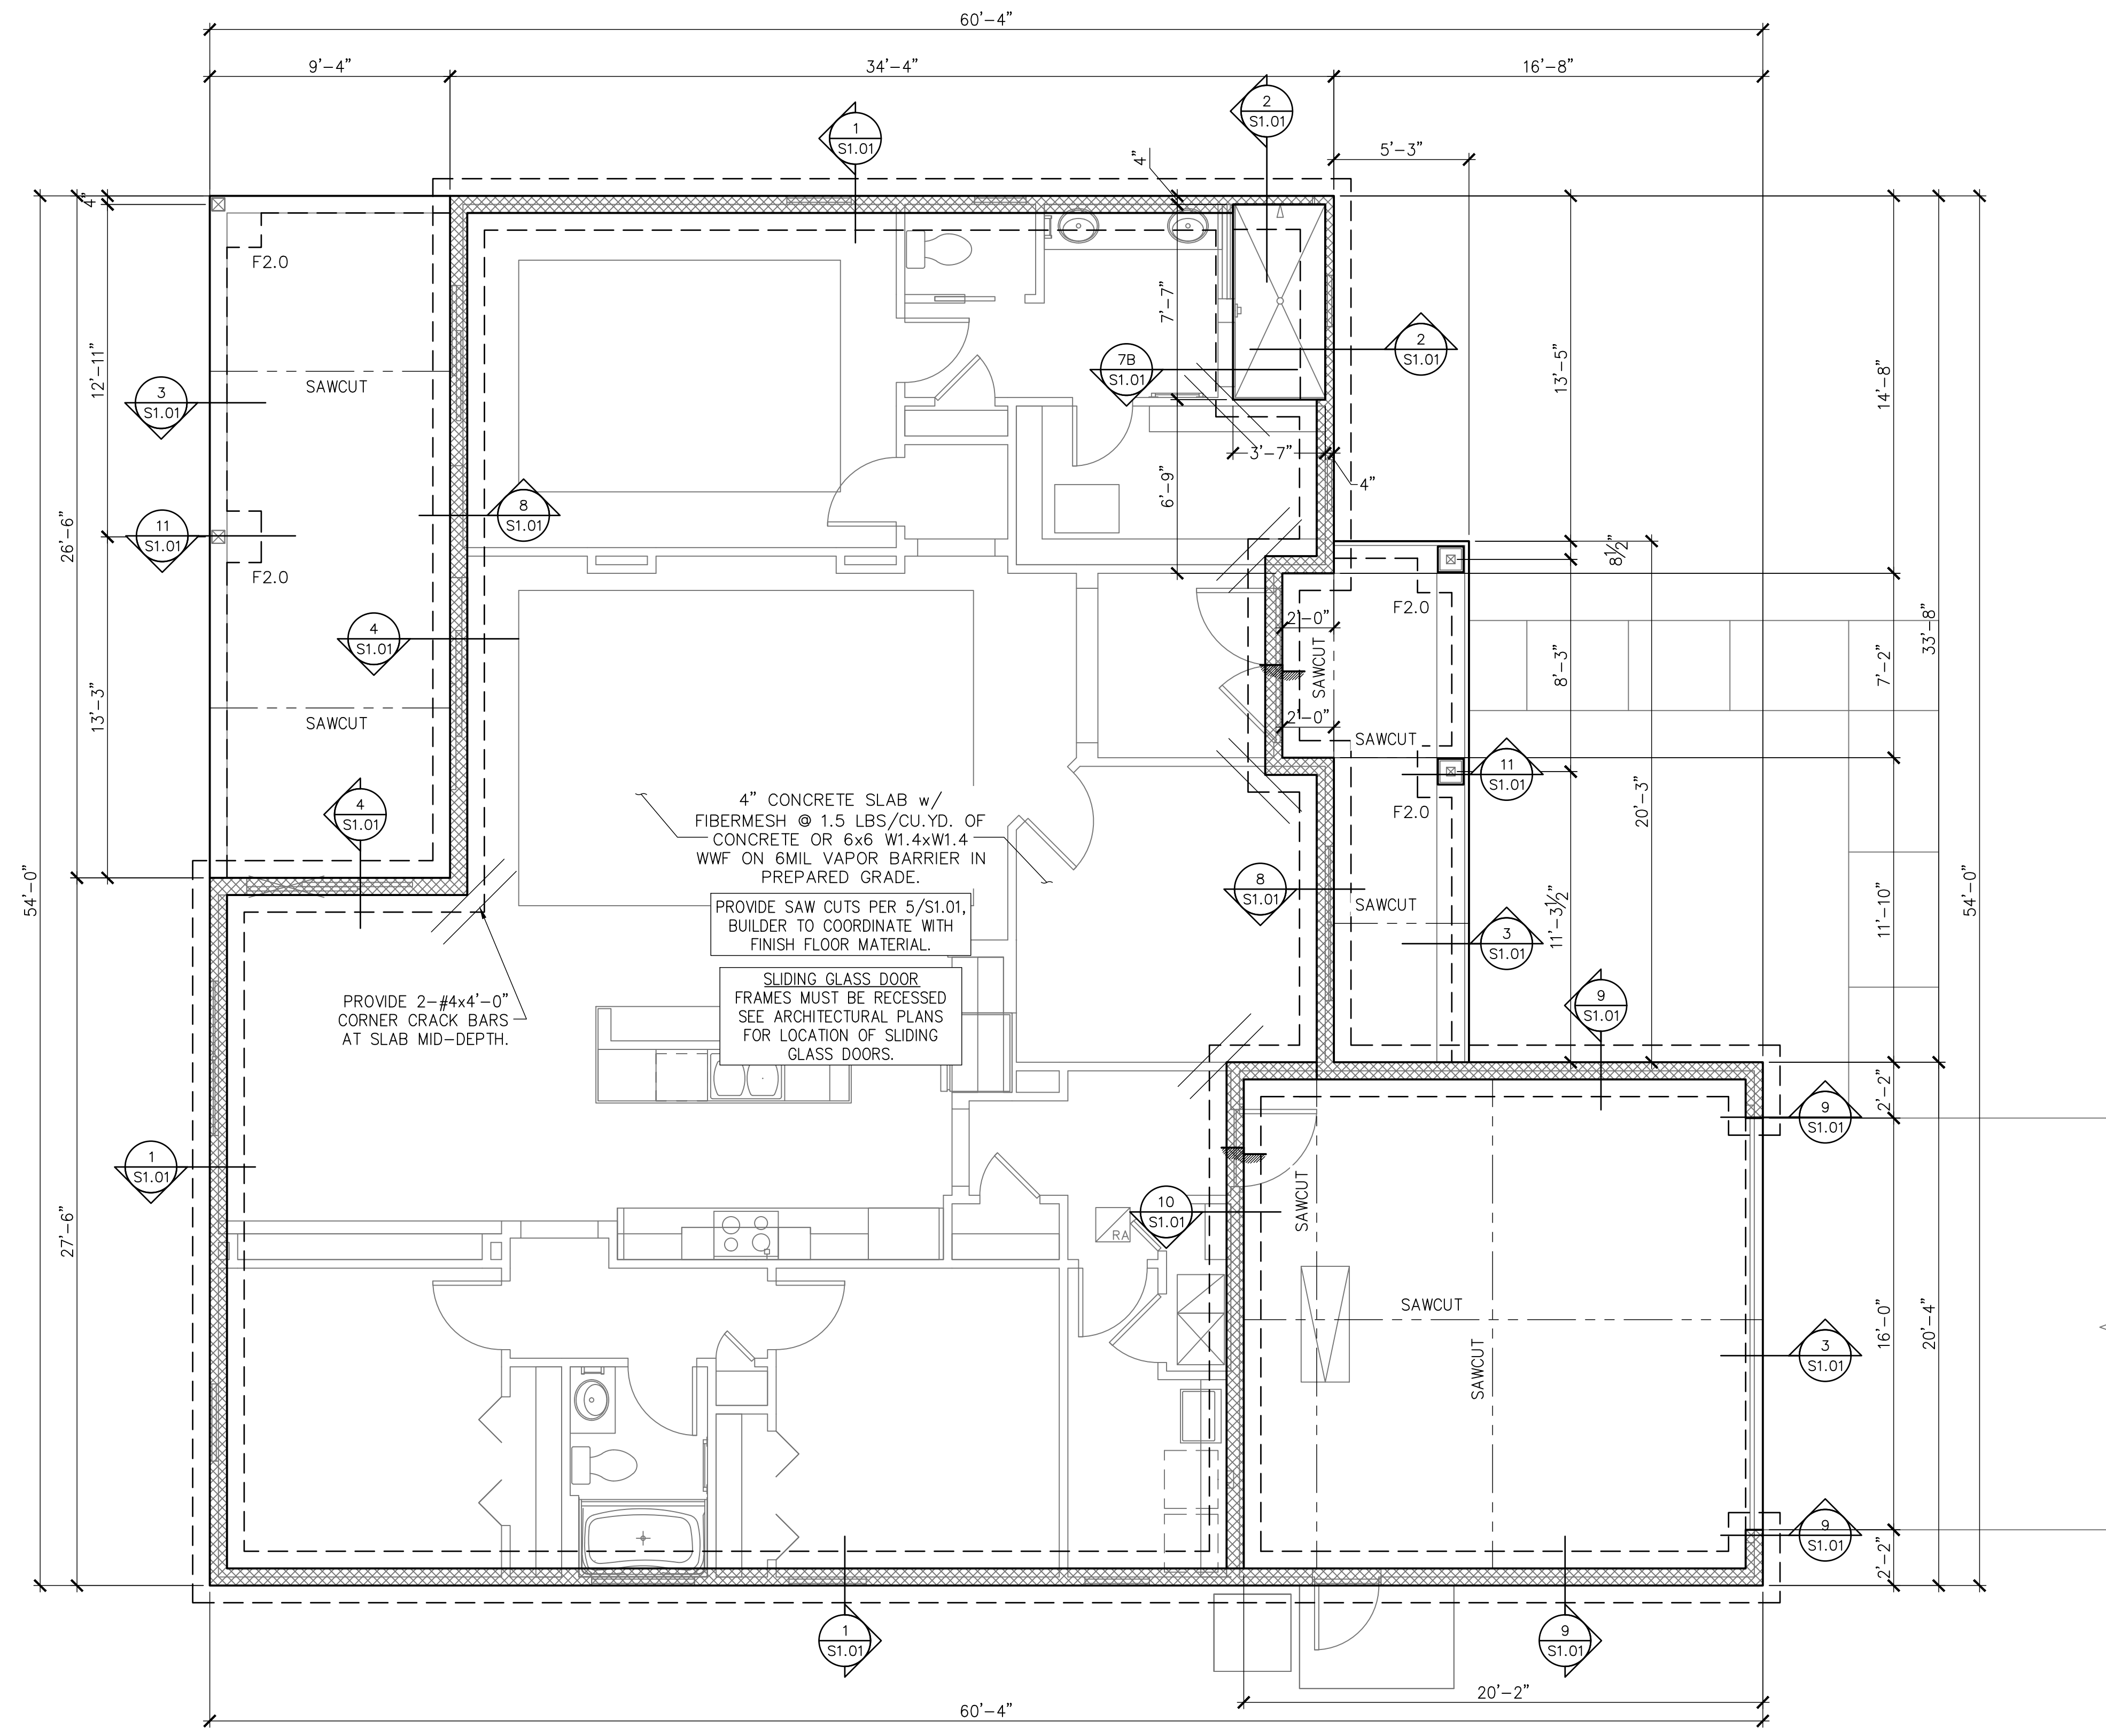 60'-4"
9'-4"
34'-4"
16'-8"
2
S1.01
1
S1.01
4"
5'-3"
4"
F2.0
12'-11"
3
S1.01
SAWCUT
7'-7"
7B
S1.01
2
S1.01
13'-5"
14'-8"
3'-7"
4"
6'-9"
8
S1.01
11
S1.01
26'-6"
F2.0
8½"
F2.0
2'-0"
SAWCUT
4
S1.01
8'-3"
7'-2"
33'-8"
13'-3"
SAWCUT
2'-0"
SAWCUT
11
S1.01
F2.0
20'-3"
4
S1.01
4" CONCRETE SLAB w/
FIBERMESH @ 1.5 LBS/CU.YD. OF
CONCRETE OR 6x6 W1.4xW1.4
WWF ON 6MIL VAPOR BARRIER IN
PREPARED GRADE.
54'-0"
8
S1.01
SAWCUT
11'-3½"
11'-10"
54'-0"
PROVIDE SAW CUTS PER 5/S1.01,
BUILDER TO COORDINATE WITH
FINISH FLOOR MATERIAL.
3
S1.01
SLIDING GLASS DOOR
FRAMES MUST BE RECESSED
SEE ARCHITECTURAL PLANS
FOR LOCATION OF SLIDING
GLASS DOORS.
PROVIDE 2-#4x4'-0"
CORNER CRACK BARS
AT SLAB MID-DEPTH.
9
S1.01
2'-2"
9
S1.01
1
S1.01
27'-6"
10
S1.01
RA
SAWCUT
SAWCUT
SAWCUT
16'-0"
20'-4"
3
S1.01
9
S1.01
2'-2"
1
S1.01
9
S1.01
20'-2"
60'-4"